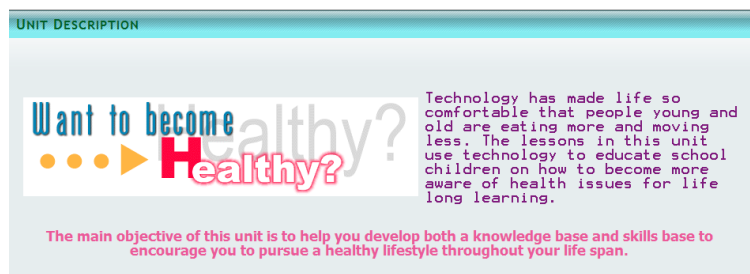 Unit Description
Want to become
Healthy?
Healthy?
Technology has made life so
comfortable that people young and
old are eating more and moving
less. The lessons in this unit
use technology to educate school
children on how to become more
aware of health issues for life
long learning.
The main objective of this unit is to help you develop both a knowledge base and skills base to
encourage you to pursue a healthy lifestyle throughout your life span.